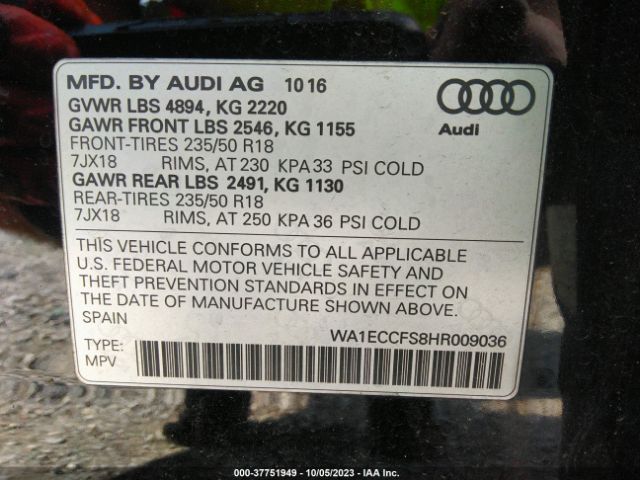 MFD. BY AUDI AG 10 16
GVWR LBS 4894, KG 2220
GAWR FRONT LBS 2546, KG 1155
FRONT-TIRES 235/50 R18
7JX18 RIMS, AT 230 KPA 33 PSI COLD
GAWR REAR LBS 2491, KG 1130
REAR-TIRES 235/50 R18
7JX18 RIMS, AT 250 KPA 36 PSI COLD
Audi
THIS VEHICLE CONFORMS TO ALL APPLICABLE
U.S. FEDERAL MOTOR VEHICLE SAFETY AND
THEFT PREVENTION STANDARDS IN EFFECT ON
THE DATE OF MANUFACTURE SHOWN ABOVE.
SPAIN
WA1ECCFS8HR009036
TYPE:
MPV
000-37751949 - 10/05/2023 - IAA Inc.